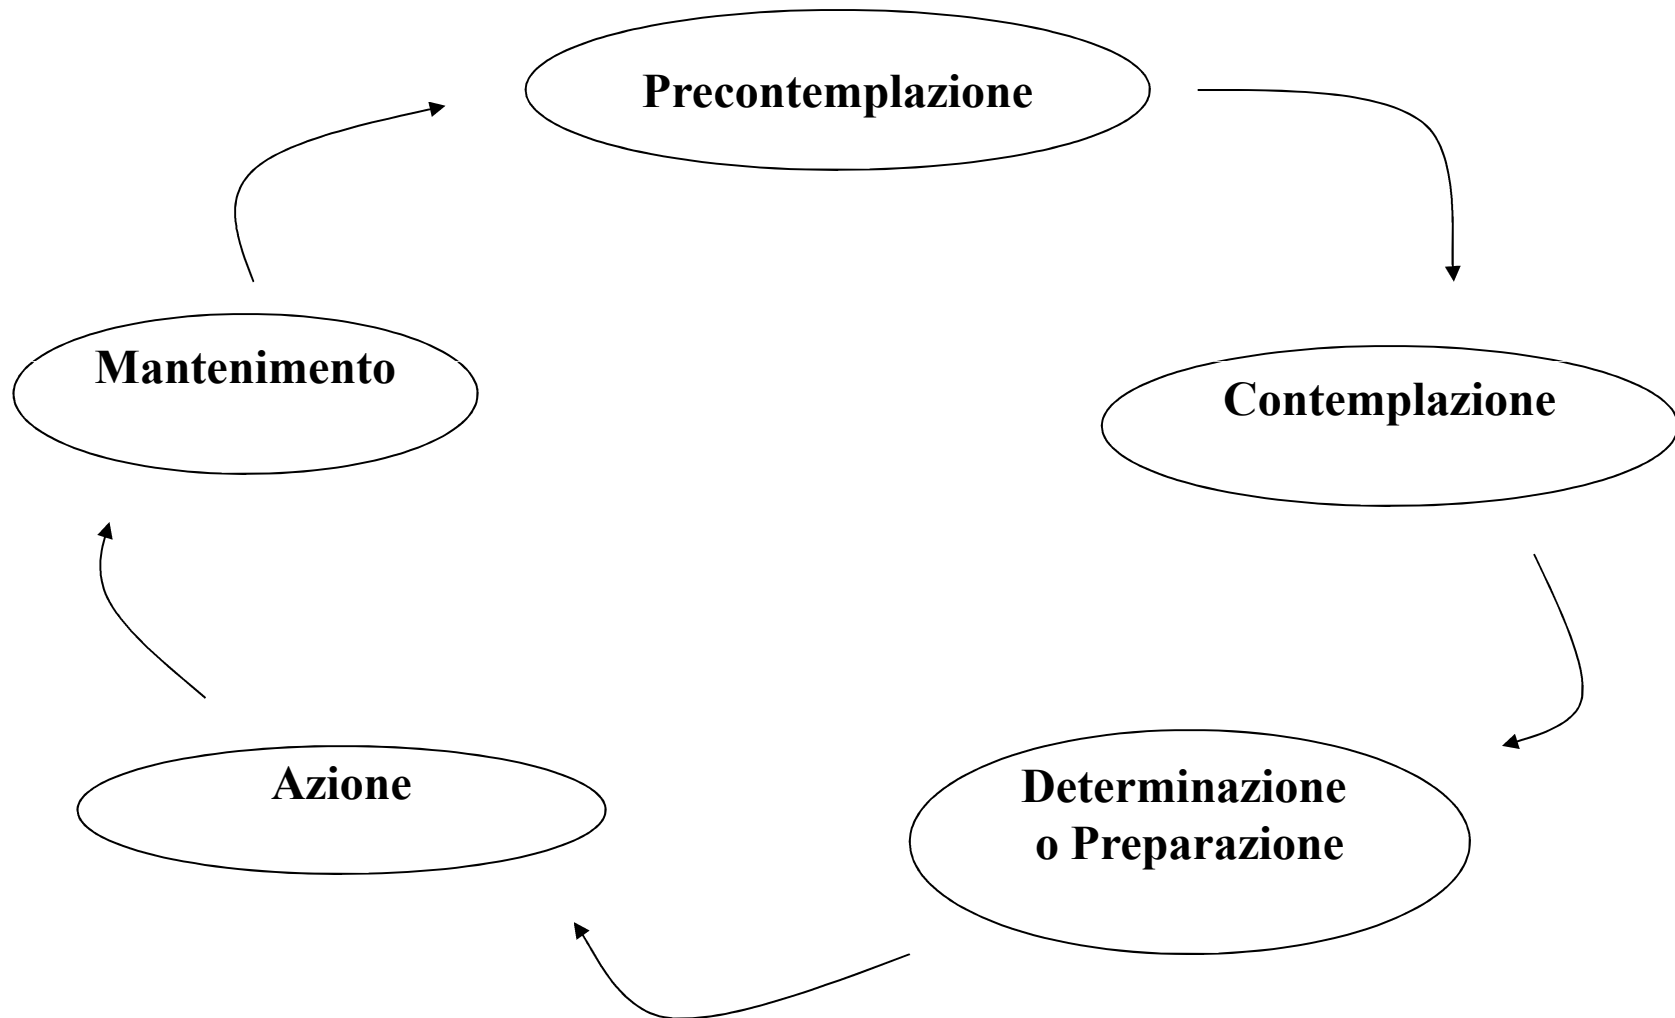 Precontemplazione
Contemplazione
Determinazione
o Preparazione
Azione
Mantenimento